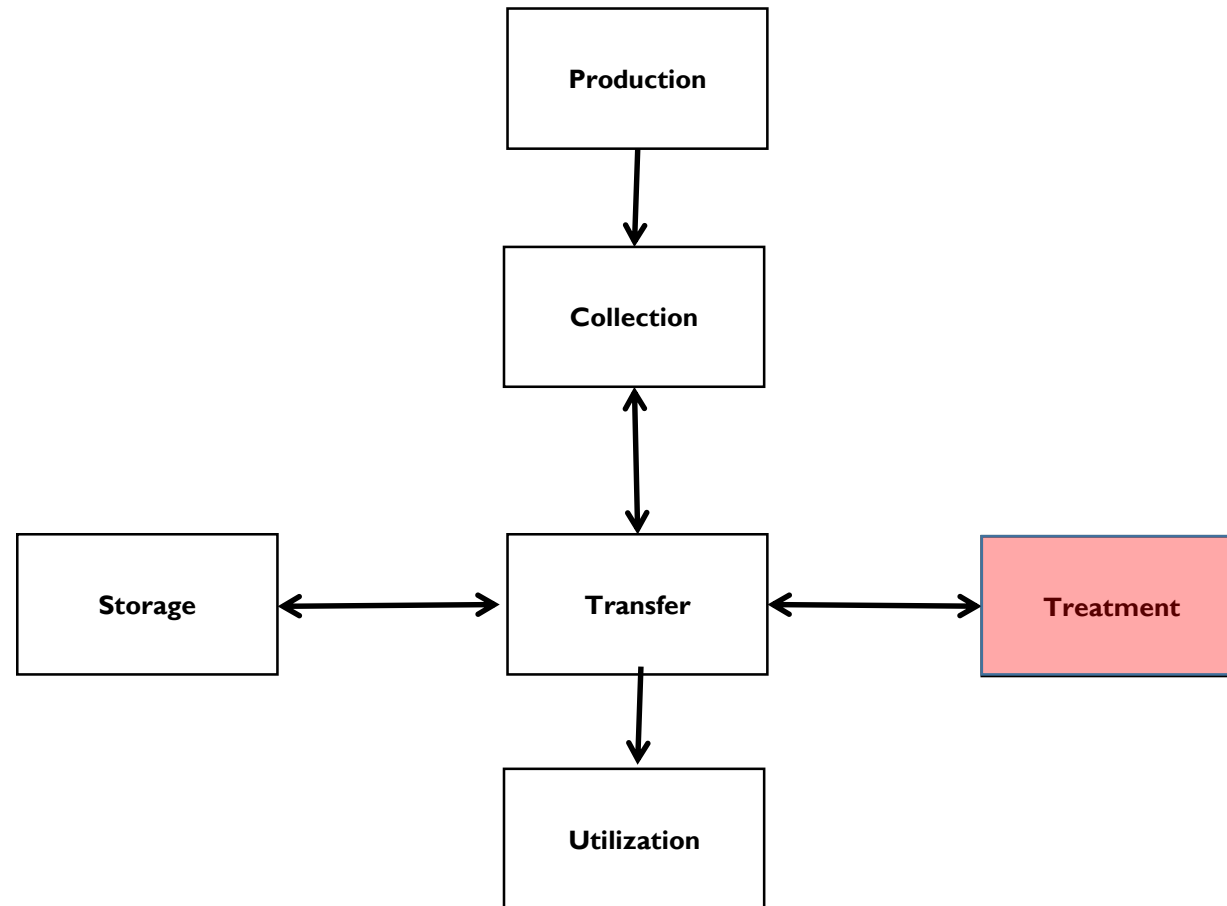 Production
Collection
Storage
Transfer
Treatment
Utilization